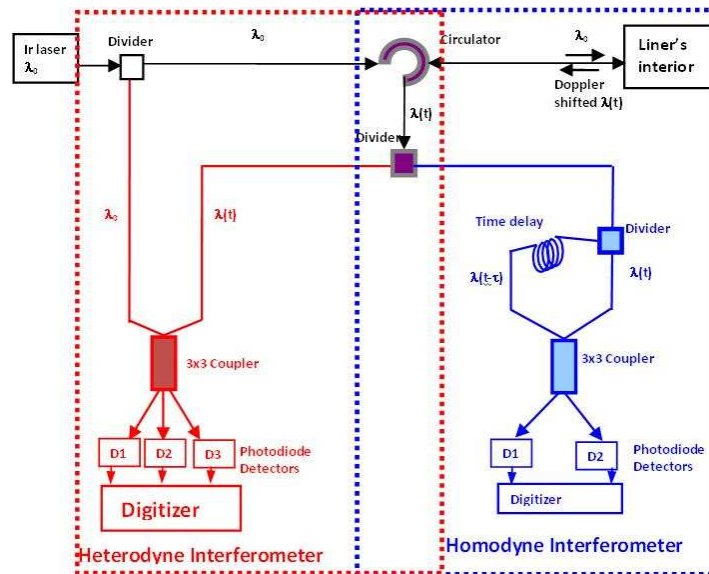 Ir laser
λ₀
Divider
λ₀
Circulator
λ₀
Liner's
interior
Doppler
shifted λ(t)
λ(t)
Divider
λ₀
λ(t)
Time delay
Divider
λ(t-τ)
λ(t)
3x3 Coupler
3x3 Coupler
D1
D2
D3
Photodiode
Detectors
D1
D2
Photodiode
Detectors
Digitizer
Digitizer
Heterodyne Interferometer
Homodyne Interferometer